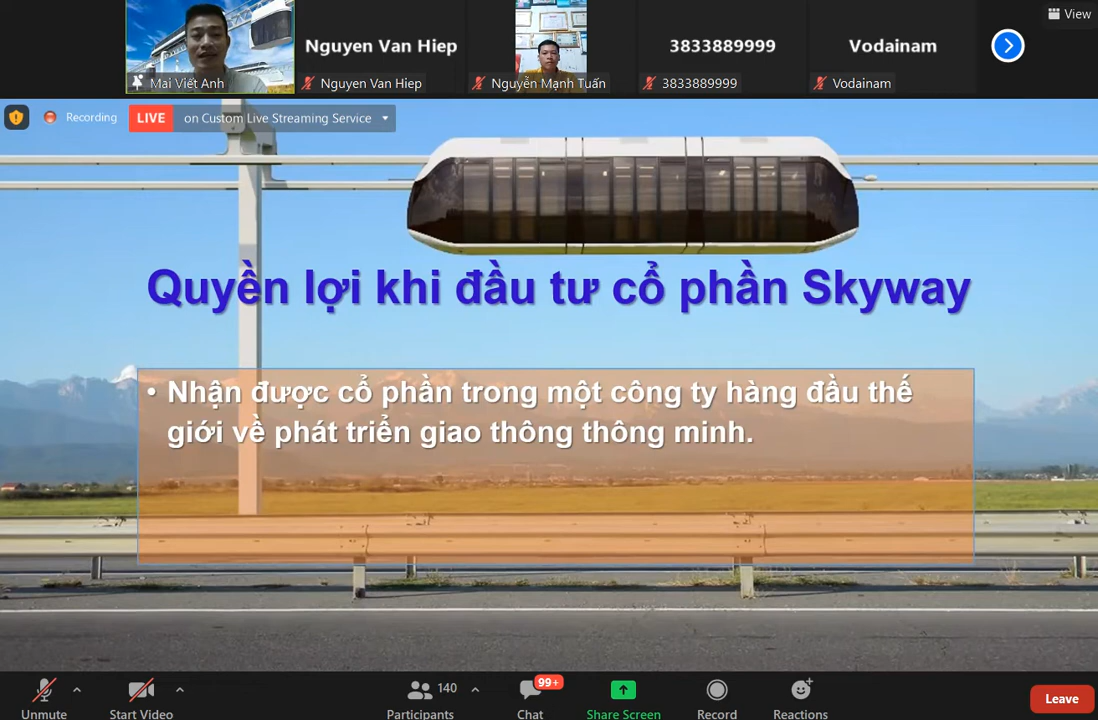 View
Nguyen Van Hiep
3833889999
Vodainam
Mai Viết Anh
Nguyen Van Hiep
Nguyễn Mạnh Tuấn
3833889999
Vodainam
Recording
LIVE
on Custom Live Streaming Service
Quyền lợi khi đầu tư cổ phần Skyway
• Nhận được cổ phần trong một công ty hàng đầu thế
giới về phát triển giao thông thông minh.
140
99+
Unmute
Start Video
Participants
Chat
Share Screen
Record
Reactions
Leave